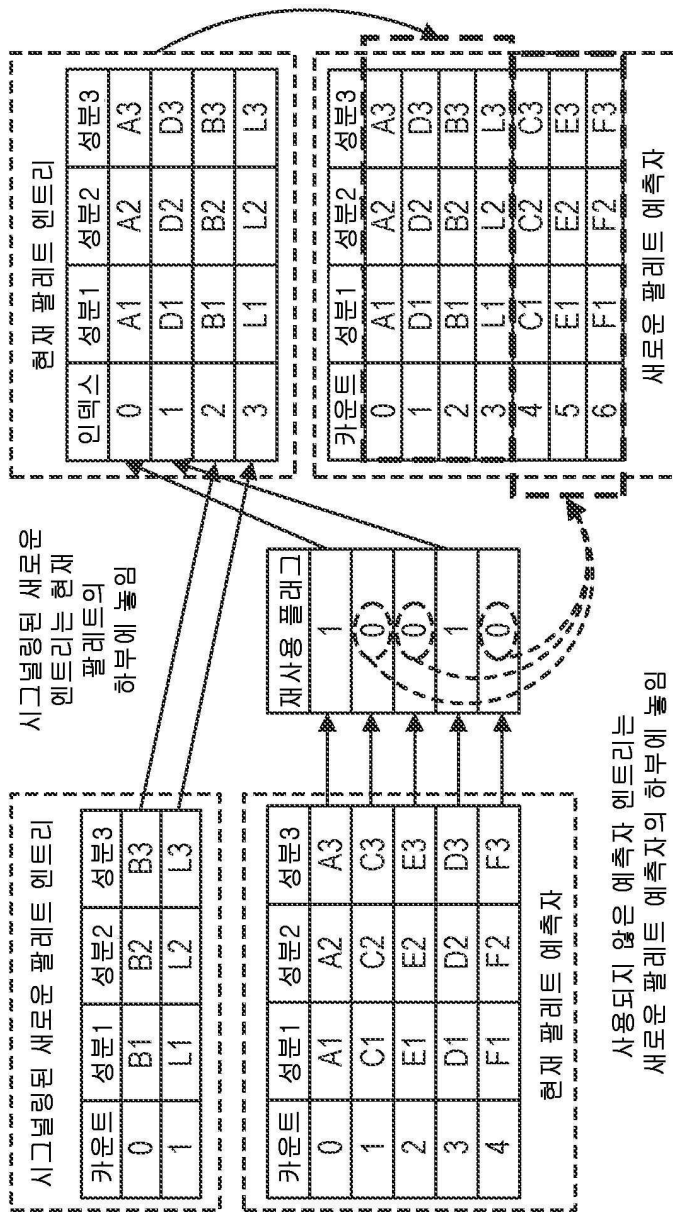 시그널링된 새로운 팔레트 엔트리
카운트 성분1 성분2 성분3
0 B1 B2 B3
1 L1 L2 L3
현재 팔레트 예측자
카운트 성분1 성분2 성분3
0 A1 A2 A3
1 C1 C2 C3
2 E1 E2 E3
3 D1 D2 D3
4 F1 F2 F3
시그널링된 새로운
엔트리는 현재
팔레트의
하부에 놓임
재사용 플래그
1
0
0
1
0
사용되지 않은 예측자 엔트리는
새로운 팔레트 예측자의 하부에 놓임
현재 팔레트 엔트리
인덱스 성분1 성분2 성분3
0 A1 A2 A3
1 D1 D2 D3
2 B1 B2 B3
3 L1 L2 L3
카운트 성분1 성분2 성분3
0 A1 A2 A3
1 D1 D2 D3
2 B1 B2 B3
3 L1 L2 L3
4 C1 C2 C3
5 E1 E2 E3
6 F1 F2 F3
새로운 팔레트 예측자